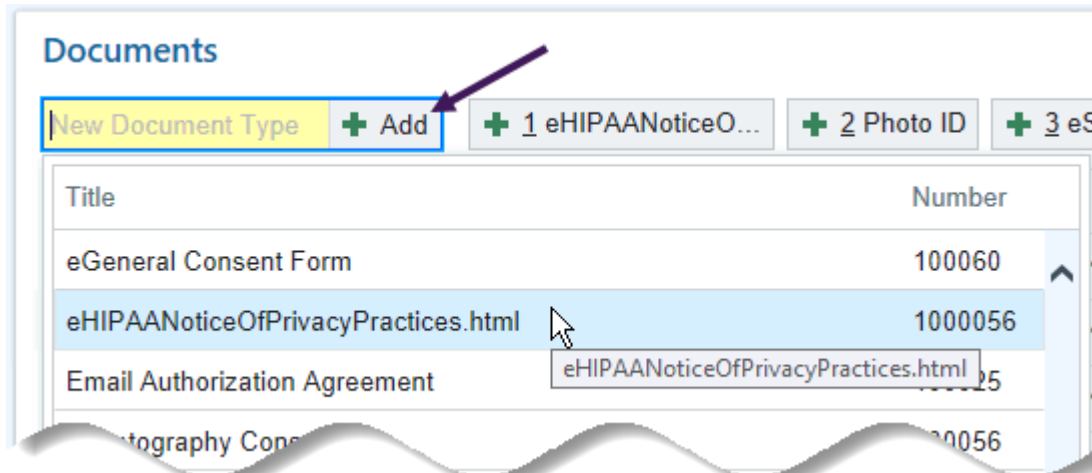 Documents
New Document Type + Add + 1 eHIPAANoticeO... + 2 Photo ID + 3
Title Number
eGeneral Consent Form 100060
eHIPAANoticeOfPrivacyPractices.html 1000056
eHIPAANoticeOfPrivacyPractices.html
Email Authorization Agreement